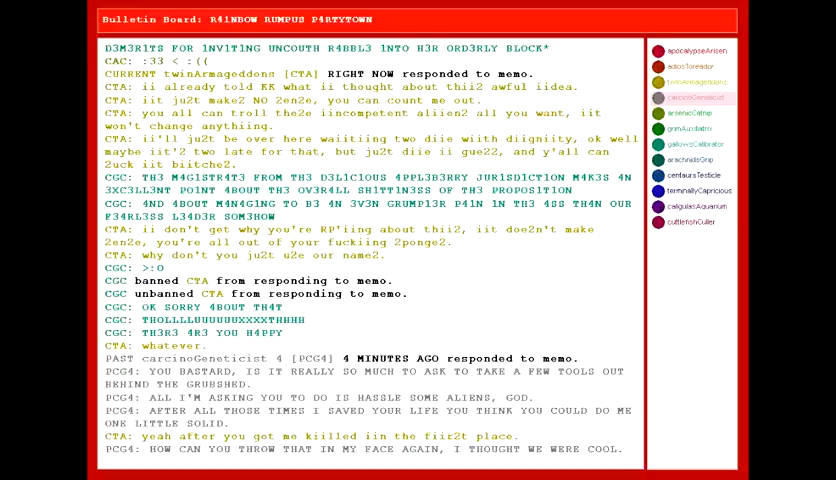 Bulletin Board: R41NBOW RUMPUS P4RTYTOWN
D3M3R1TS FOR 1NV1T1NG UNCOUTH R4BBL3 1NTO H3R ORD3RLY BLOCK*
CAC: :33 < :((
CURRENT twinArmageddons [CTA] RIGHT NOW responded to memo.
CTA: ii already told KK what ii thought about thii2 awful iidea.
CTA: iit ju2t make2 NO 2en2e, you can count me out.
CTA: you all can troll the2e iincompetent aliien2 all you want, iit
won't change anythiing.
CTA: ii'll ju2t be over here waiitiing two diie wiith diigniity, ok well
maybe iit'2 two late for that, but ju2t diie ii gue22, and y'all can
2uck iit biitche2.
CGC: TH3 M4G1STR4T3 FROM TH3 D3L1C1OUS 4PPL3B3RRY JUR1SD1CT1ON M4K3S 4N
3XC3LL3NT PO1NT 4BOUT TH3 OV3R4LL SH1TT1N3SS OF TH3 PROPOS1T1ON
CGC: 4ND 4BOUT M4N4G1NG TO B3 4N 3V3N GRUMP13R P41N 1N TH3 4SS TH4N OUR
F34RL3SS L34D3R SOM3HOW
CTA: ii don't get why you're RP'iing about thii2, iit doe2n't make
2en2e, you're all out of your fuckiing 2ponge2.
CTA: why don't you ju2t u2e our name2.
CGC: >:O
CGC banned CTA from responding to memo.
CGC unbanned CTA from responding to memo.
CGC: OK SORRY 4BOUT TH4T
CGC: THOLLLLUUUUUUXXXXTHHHH
CGC: TH3R3 4R3 YOU H4PPY
CTA: whatever.
PAST carcinoGeneticist 4 [PCG4] 4 MINUTES AGO responded to memo.
PCG4: YOU BASTARD, IS IT REALLY SO MUCH TO ASK TO TAKE A FEW TOOLS OUT
BEHIND THE GRUBSHED.
PCG4: ALL I'M ASKING YOU TO DO IS HASSLE SOME ALIENS, GOD.
PCG4: AFTER ALL THOSE TIMES I SAVED YOUR LIFE YOU THINK YOU COULD DO ME
ONE LITTLE SOLID.
CTA: yeah after you got me kiilled iin the fiir2t place.
PCG4: HOW CAN YOU THROW THAT IN MY FACE AGAIN, I THOUGHT WE WERE COOL.
apocalypseArisen
adiosToreador
twinArmageddons
carcinoGeneticist
arsenicCatnip
grimAuxiliatrix
gallowsCalibrator
arachnidsGrip
centaursTesticle
terminallyCapricious
caligulasAquarium
cuttlefishCuller